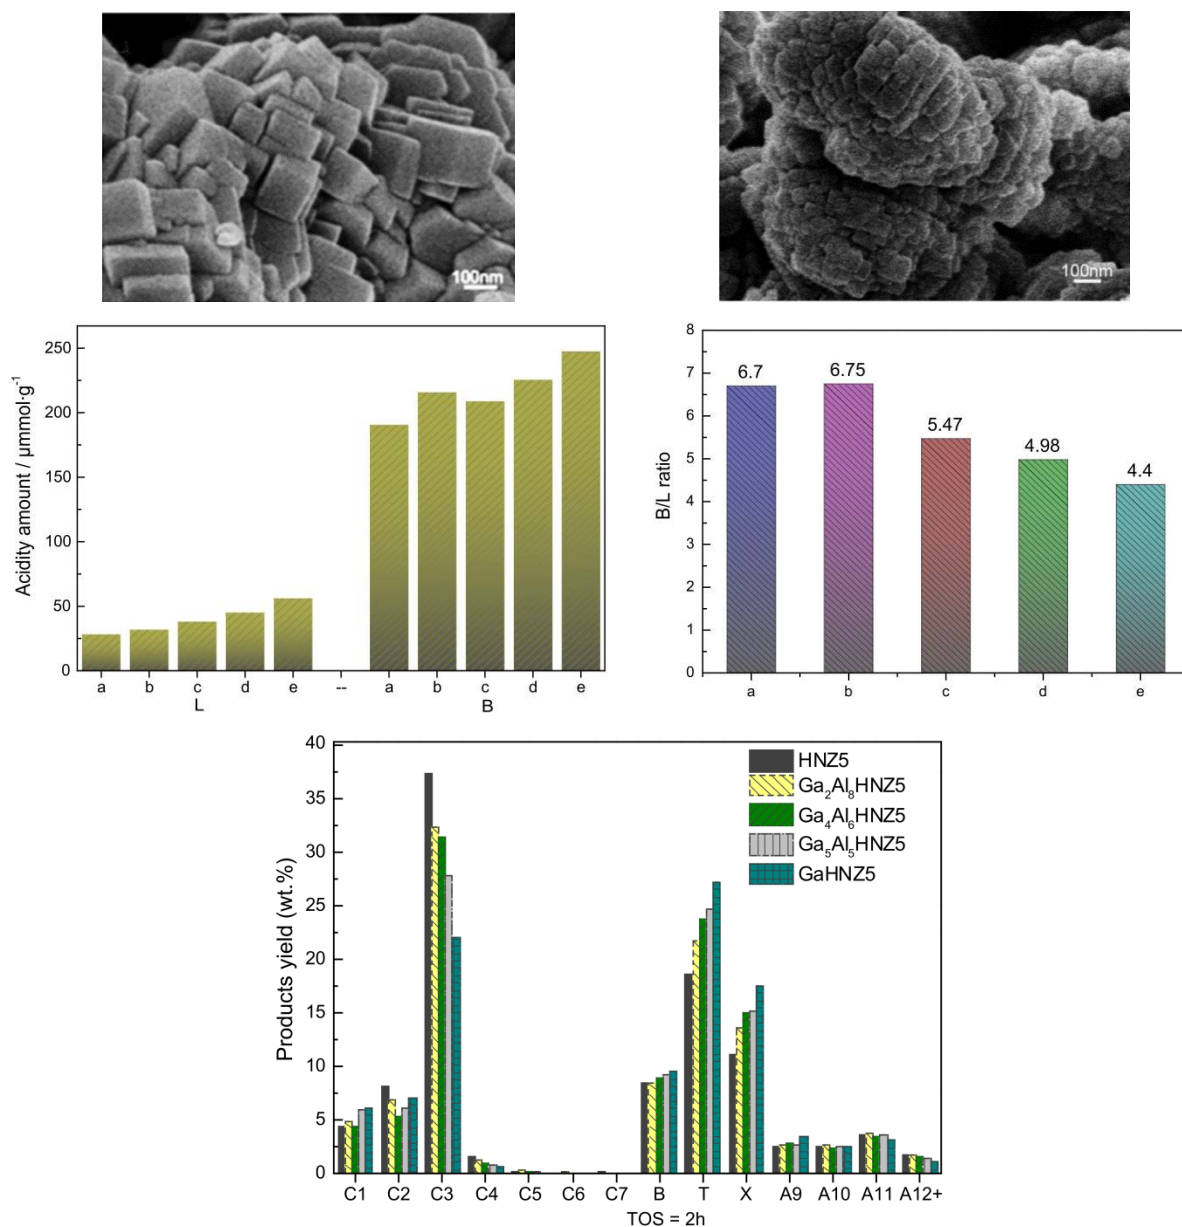 100nm
100nm
250
200
150
100
50
0
Acidity amount / μmmol·g⁻¹
a b c d e -- a b c d e
L B
8
7
6
5
4
3
2
1
0
B/L ratio
6.7
6.75
5.47
4.98
4.4
a b c d e
40
35
30
25
20
15
10
5
0
Products yield (wt.%)
HNZ5
Ga₂Al₈HNZ5
Ga₄Al₆HNZ5
Ga₅Al₅HNZ5
GaHNZ5
C1 C2 C3 C4 C5 C6 C7 B T X A9 A10 A11 A12+
TOS = 2h